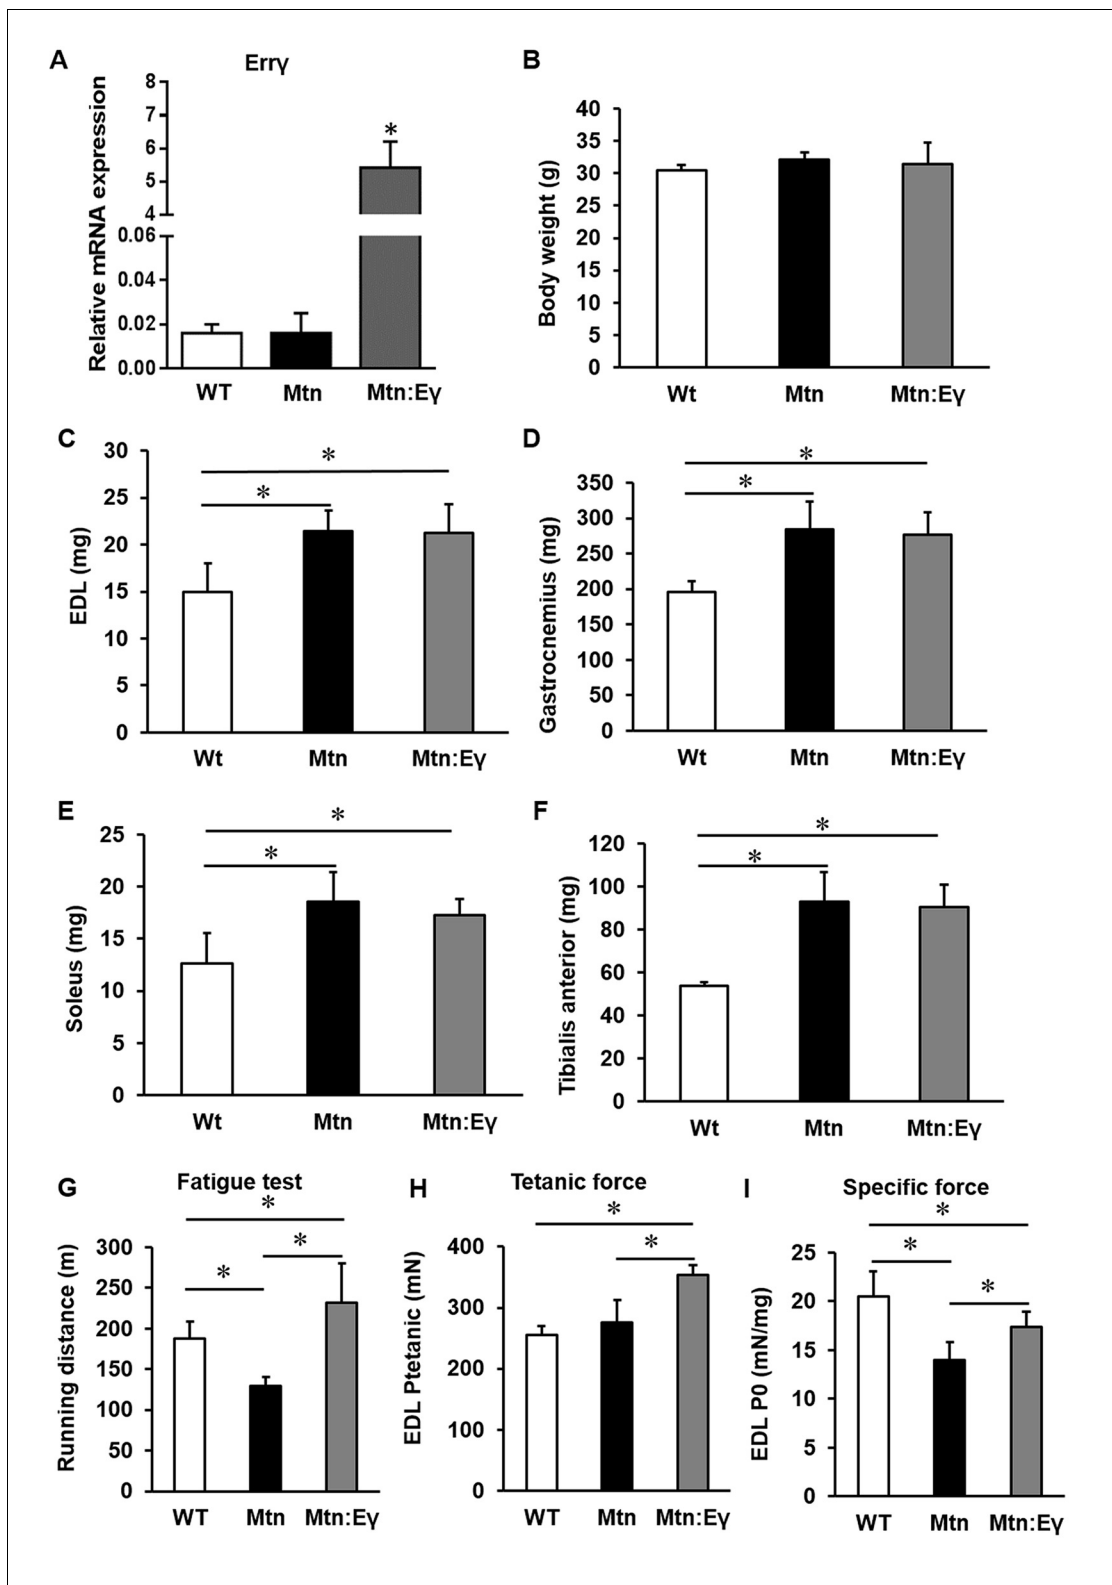 A
Errγ
Relative mRNA expression
8
7
6
5
4
0.06
0.04
0.02
0.00
*
WT Mtn Mtn:Eγ
B
Body weight (g)
40
35
30
25
20
15
10
5
0
Wt Mtn Mtn:Eγ
C
EDL (mg)
30
25
20
15
10
5
0
*
*
Wt Mtn Mtn:Eγ
D
Gastrocnemius (mg)
350
300
250
200
150
100
50
0
*
*
Wt Mtn Mtn:Eγ
E
Soleus (mg)
25
20
15
10
5
0
*
*
Wt Mtn Mtn:Eγ
F
Tibialis anterior (mg)
120
100
80
60
40
20
0
*
*
Wt Mtn Mtn:Eγ
G
Fatigue test
Running distance (m)
300
250
200
150
100
50
0
*
*
*
WT Mtn Mtn:Eγ
H
Tetanic force
EDL Ptetanic (mN)
400
300
200
100
0
*
*
WT Mtn Mtn:Eγ
I
Specific force
EDL P0 (mN/mg)
25
20
15
10
5
0
*
*
*
WT Mtn Mtn:Eγ